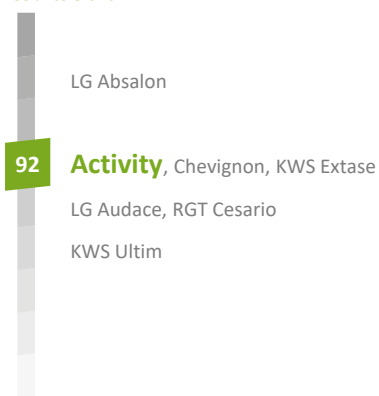 LG Absalon
92 Activity, Chevignon, KWS Extase
LG Audace, RGT Cesario
KWS Ultim